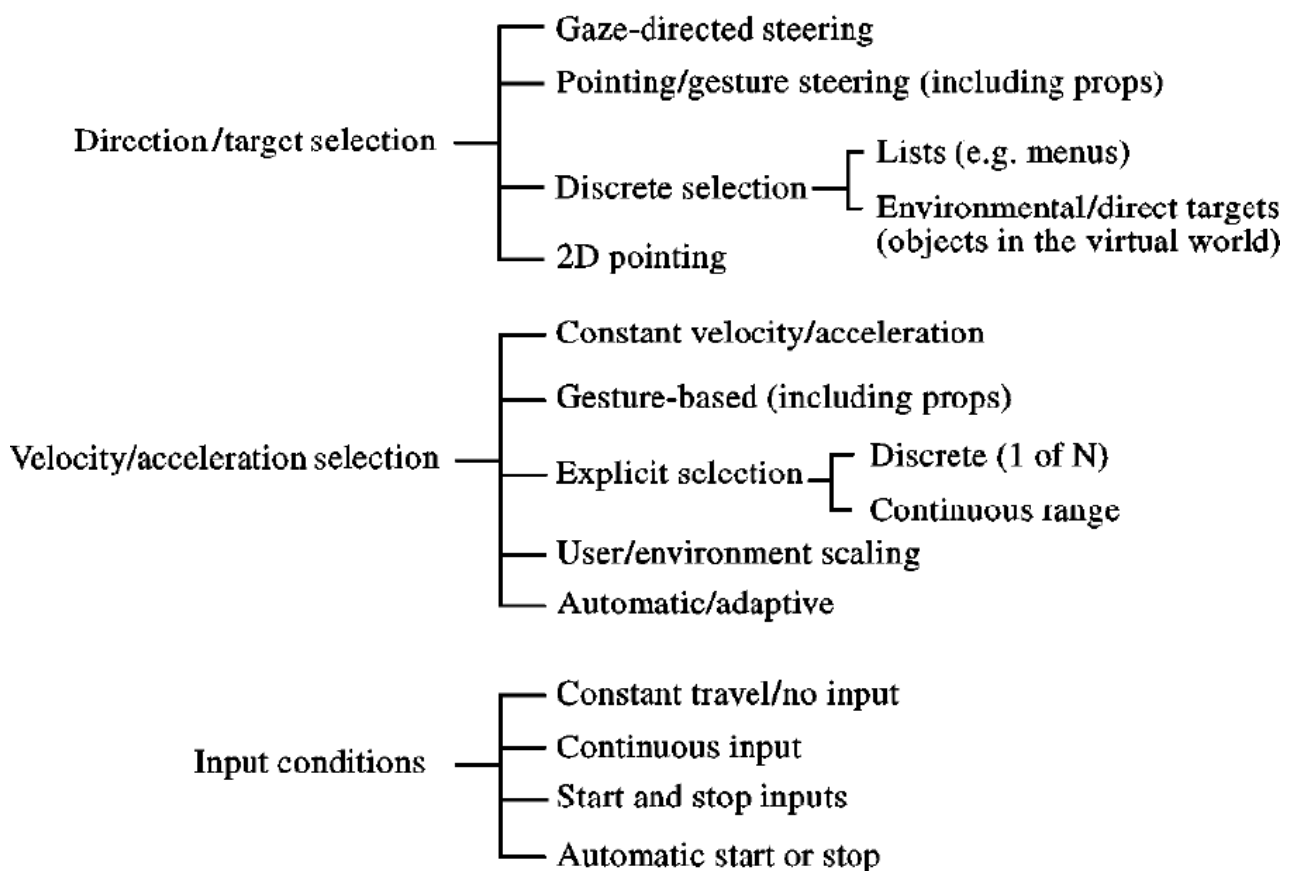 Gaze-directed steering
Pointing/gesture steering (including props)
Direction/target selection
Lists (e.g. menus)
Discrete selection
Environmental/direct targets
(objects in the virtual world)
2D pointing
Constant velocity/acceleration
Gesture-based (including props)
Velocity/acceleration selection
Discrete (1 of N)
Explicit selection
Continuous range
User/environment scaling
Automatic/adaptive
Constant travel/no input
Continuous input
Input conditions
Start and stop inputs
Automatic start or stop